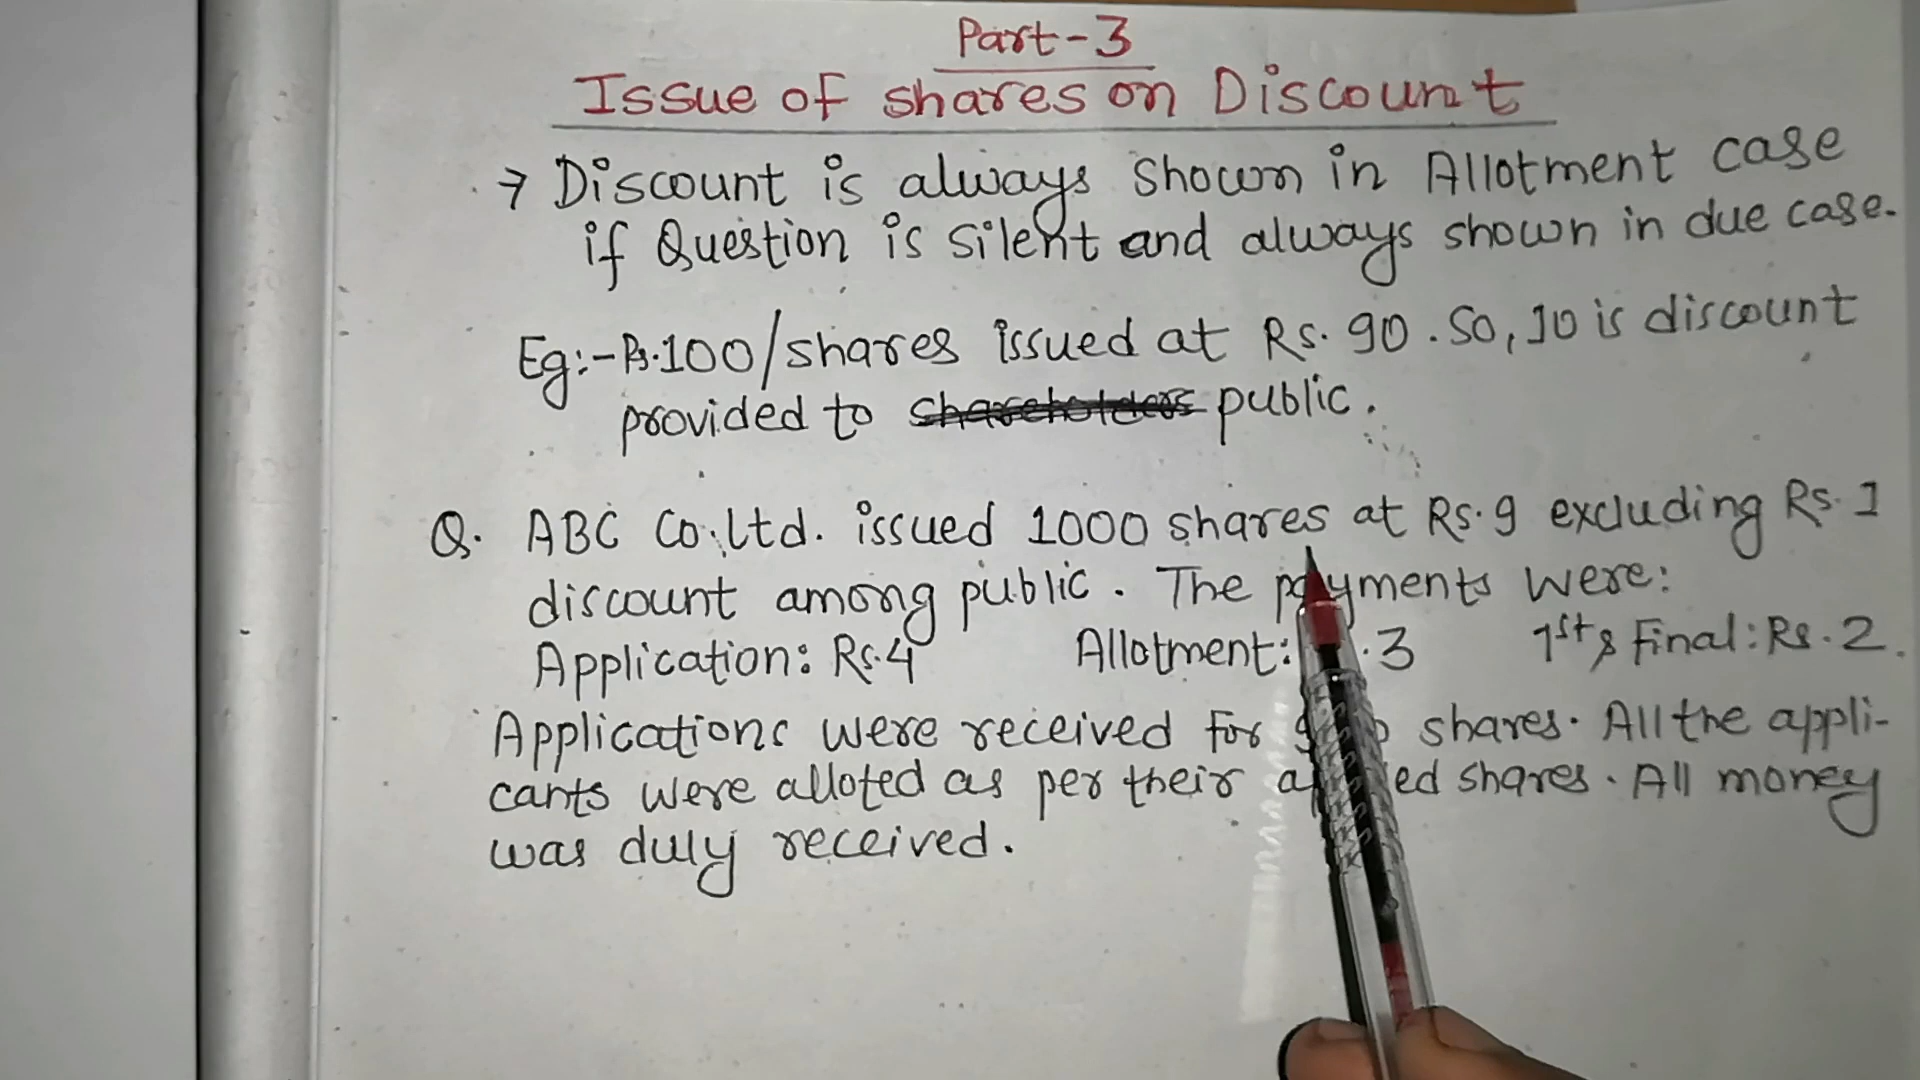 Part-3
Issue of shares on Discount
→ Discount is always shown in Allotment case
if Question is silent and always shown in due case.
Eg:- Rs.100/shares issued at Rs. 90. So, 10 is discount
provided to shareholders public.
Q. ABC Co. Ltd. issued 1000 shares at Rs. 9 excluding Rs. 1
discount among public. The payments were:
Application: Rs. 4 Allotment: .3 1st & Final: Rs. 2.
Applications were received for shares. All the appli-
cants were alloted as per their shares. All money
was duly received.